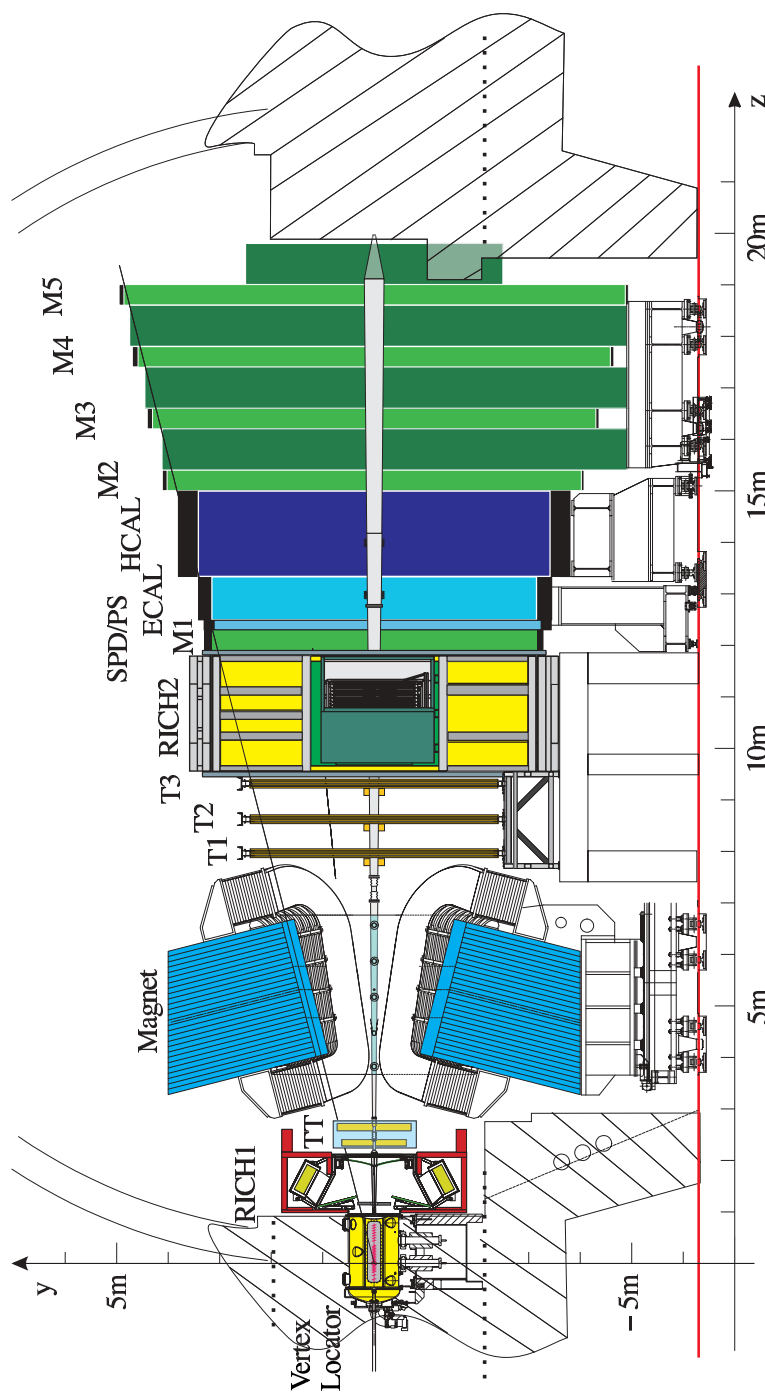 y
5m
− 5m
Vertex
Locator
RICH1
TT
Magnet
T1
T2
T3
RICH2
M1
SPD/PS
ECAL
HCAL
M2
M3
M4
M5
5m
10m
15m
20m
z